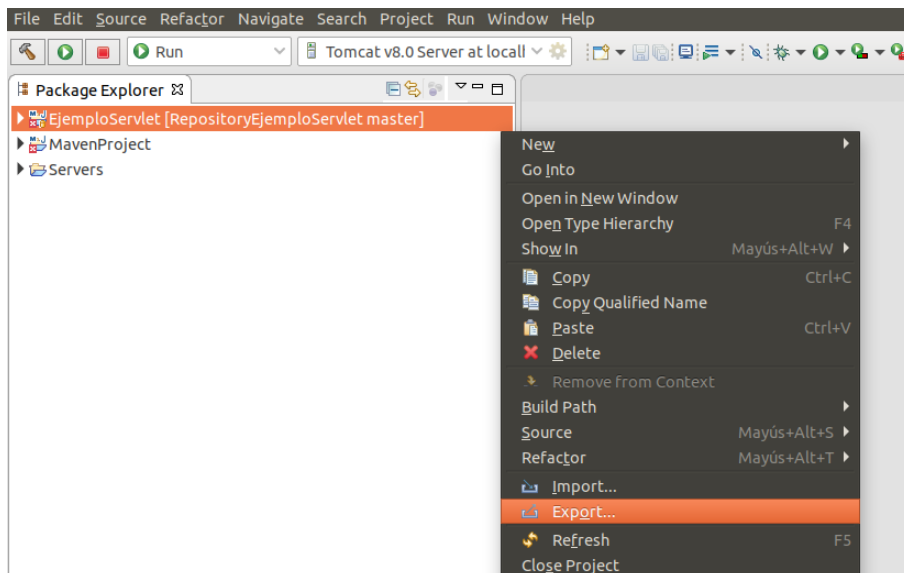 File Edit Source Refactor Navigate Search Project Run Window Help
Run
Tomcat v8.0 Server at locall
Package Explorer
EjemploServlet [RepositoryEjemploServlet master]
MavenProject
Servers
New
Go Into
Open in New Window
Open Type Hierarchy F4
Show In Mayús+Alt+W
Copy Ctrl+C
Copy Qualified Name
Paste Ctrl+V
Delete
Remove from Context
Build Path
Source Mayús+Alt+S
Refactor Mayús+Alt+T
Import...
Export...
Refresh F5
Close Project